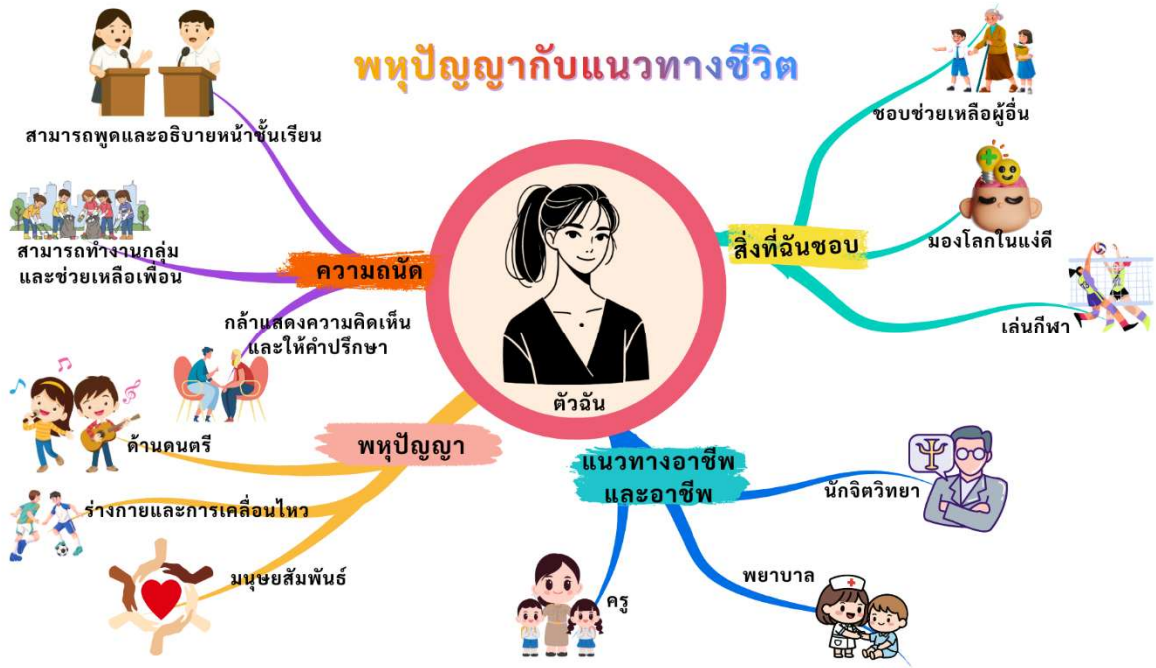 พหุปัญญากับแนวทางชีวิต
สามารถพูดและอธิบายหน้าชั้นเรียน
สามารถทำงานกลุ่ม
และช่วยเหลือเพื่อน
ความถนัด
กล้าแสดงความคิดเห็น
และให้คำปรึกษา
ชอบช่วยเหลือผู้อื่น
สิ่งที่ฉันชอบ
มองโลกในแง่ดี
เล่นกีฬา
ตัวฉัน
พหุปัญญา
ด้านดนตรี
ร่างกายและการเคลื่อนไหว
มนุษยสัมพันธ์
แนวทางอาชีพ
และอาชีพ
นักจิตวิทยา
พยาบาล
ครู